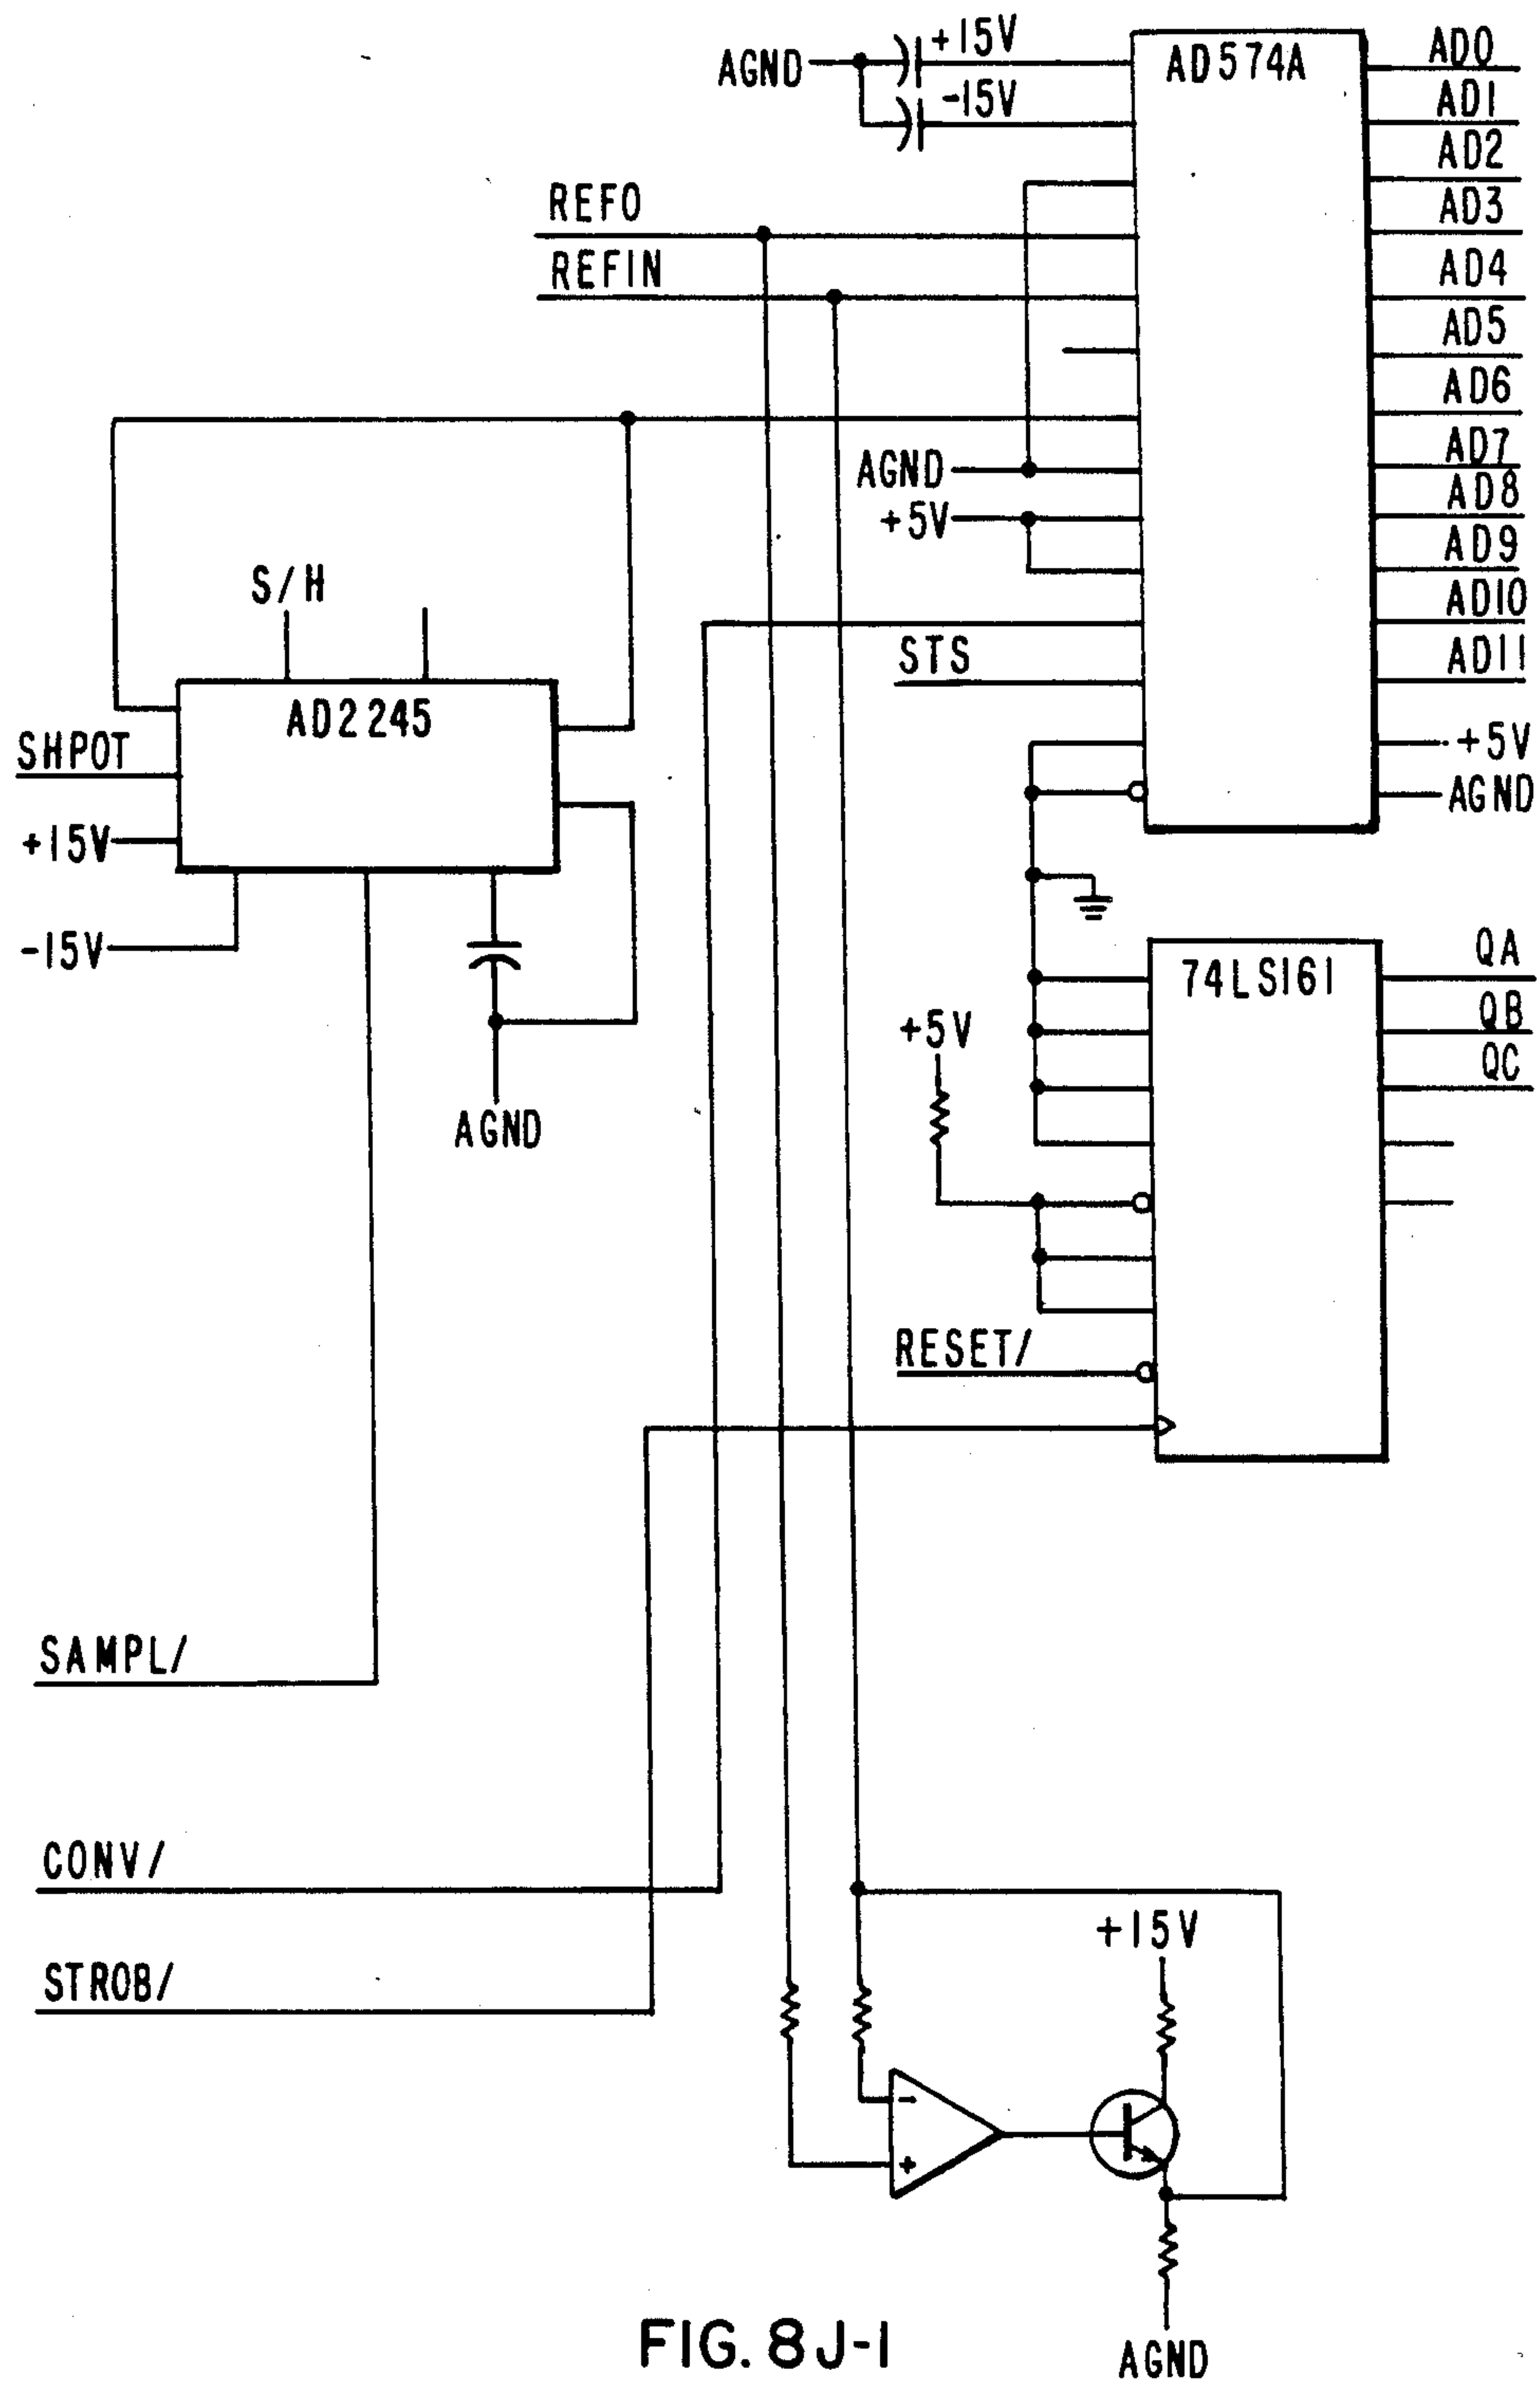 AGND
+15V
-15V
AD574A
AD0
AD1
AD2
AD3
AD4
AD5
AD6
AD7
AD8
AD9
AD10
AD11
+5V
AGND
REFO
REFIN
AGND
+5V
STS
S/H
AD2245
SHPOT
+15V
-15V
AGND
74LS161
QA
QB
QC
+5V
RESET/
SAMPL/
CONV/
STROB/
+15V
-
+
AGND
FIG. 8J-1